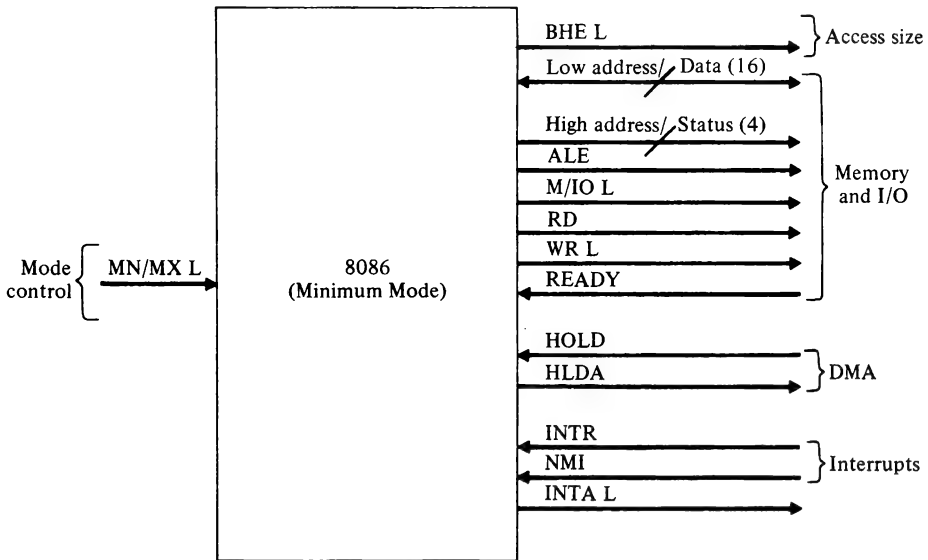 BHE L
Access size
Low address/ Data (16)
High address/ Status (4)
ALE
M/IO L
Memory
and I/O
RD
WR L
READY
Mode
control
MN/MX L
8086
(Minimum Mode)
HOLD
HLDA
DMA
INTR
NMI
Interrupts
INTA L